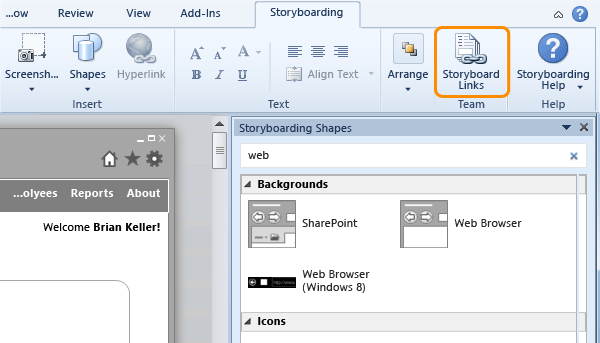 ...ow Review View Add-Ins Storyboarding
Screensh... Shapes Hyperlink
Insert
A A A
B I U A Align Text
Text
Arrange
Storyboard
Links
Team
Storyboarding
Help
Help
Storyboarding Shapes
web
Backgrounds
SharePoint Web Browser
Web Browser
(Windows 8)
Icons
...olyees Reports About
Welcome Brian Keller!